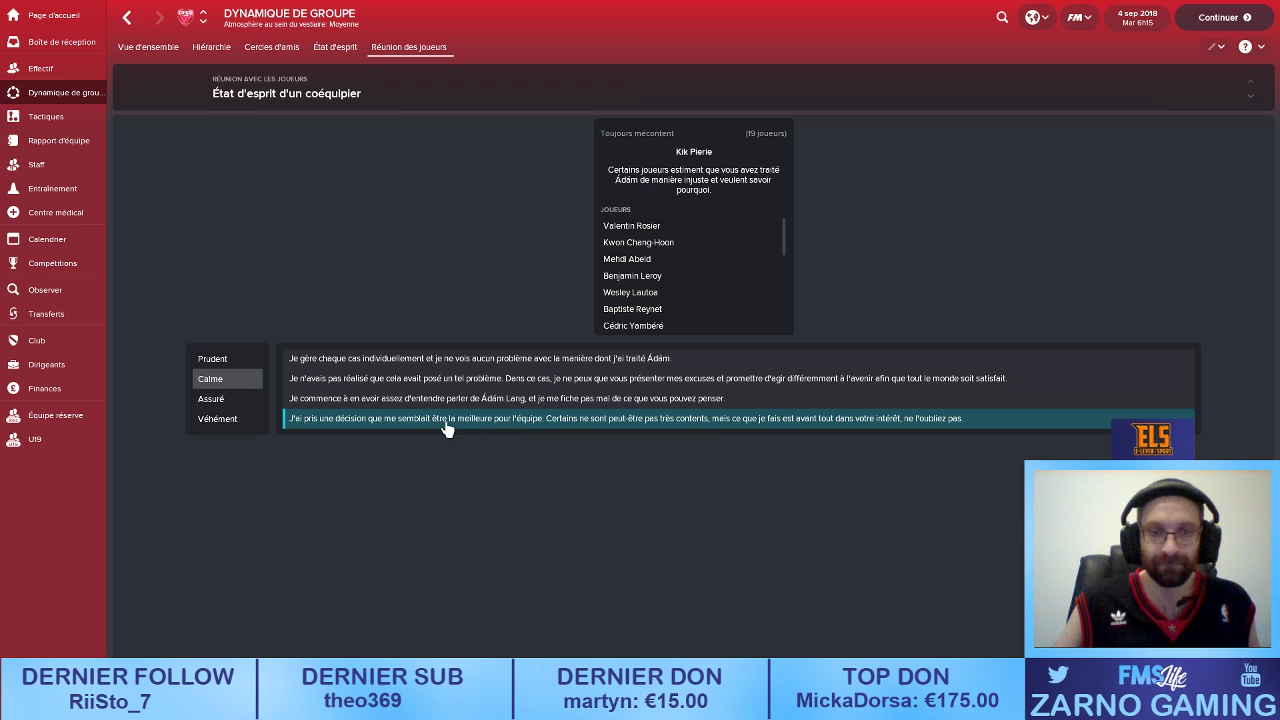 Page d'accueil
Boîte de réception
Effectif
Dynamique de grou...
Tactiques
Rapport d'équipe
Staff
Entraînement
Centre médical
Calendrier
Compétitions
Observer
Transferts
Club
Dirigeants
Finances
Équipe réserve
U19
DYNAMIQUE DE GROUPE
Atmosphère au sein du vestiaire: Moyenne
FM
4 sep 2018
Mar 6h15
Continuer
Vue d'ensemble
Hiérarchie
Cercles d'amis
État d'esprit
Réunion des joueurs
?
RÉUNION AVEC LES JOUEURS
État d'esprit d'un coéquipier
Toujours mécontent (19 joueurs)
Kik Pierie
Certains joueurs estiment que vous avez traité
Ádám de manière injuste et veulent savoir
pourquoi.
JOUEURS
Valentin Rosier
Kwon Chang-Hoon
Mehdi Abeid
Benjamin Leroy
Wesley Lautoa
Baptiste Reynet
Cédric Yambéré
Prudent
Calme
Assuré
Véhément
Je gère chaque cas individuellement et je ne vois aucun problème avec la manière dont j'ai traité Ádám.
Je n'avais pas réalisé que cela avait posé un tel problème. Dans ce cas, je ne peux que vous présenter mes excuses et promettre d'agir différemment à l'avenir afin que tout le monde soit satisfait.
Je commence à en avoir assez d'entendre parler de Ádám Lang, et je me fiche pas mal de ce que vous pouvez penser.
J'ai pris une décision que me semblait être la meilleure pour l'équipe. Certains ne sont peut-être pas très contents, mais ce que je fais est avant tout dans votre intérêt, ne l'oubliez pas.
ELS
E-LEVEN SPORT
adidas
DERNIER FOLLOW
RiiSto_7
DERNIER SUB
theo369
DERNIER DON
martyn: €15.00
TOP DON
MickaDorsa: €175.00
FMSLife
You
Tube
ZARNO GAMING